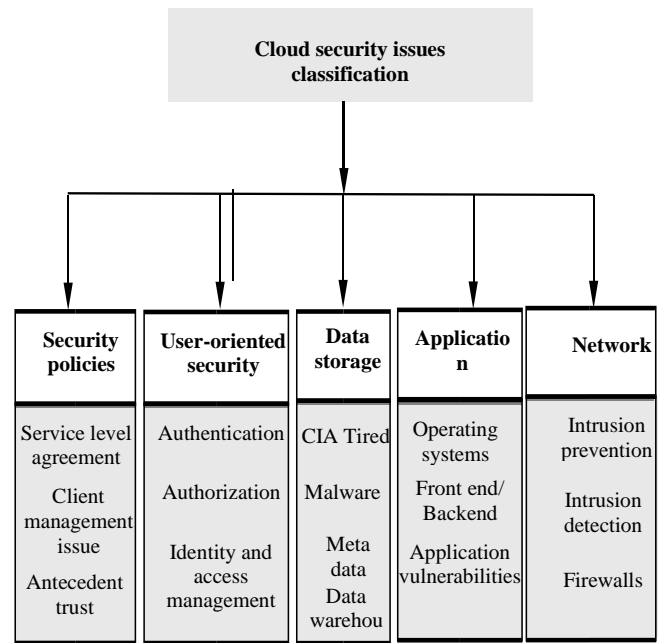 Cloud security issues
classification
Security
policies
Service level
agreement
Client
management
issue
Antecedent
trust
User-oriented
security
Authentication
Authorization
Identity and
access
management
Data
storage
CIA Tired
Malware
Meta
data
Data
warehou
Applicatio
n
Operating
systems
Front end/
Backend
Application
vulnerabilities
Network
Intrusion
prevention
Intrusion
detection
Firewalls